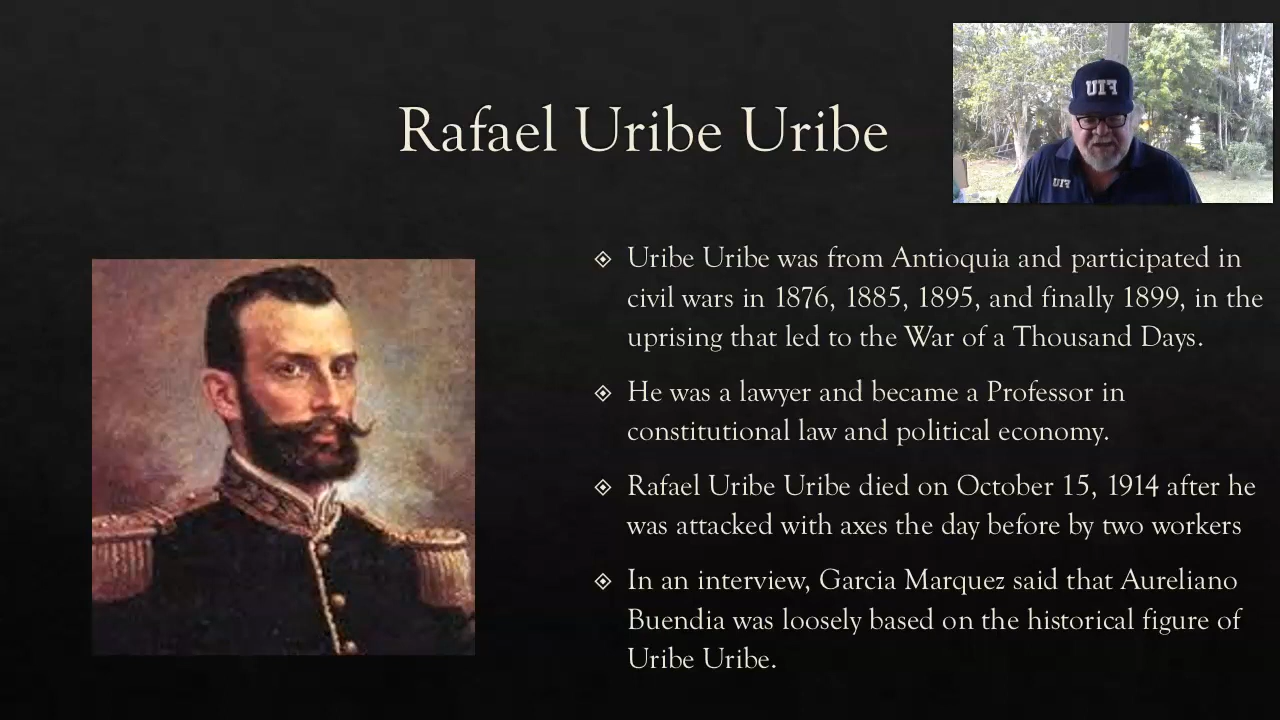 Rafael Uribe Uribe
FIU
FIU
Uribe Uribe was from Antioquia and participated in
civil wars in 1876, 1885, 1895, and finally 1899, in the
uprising that led to the War of a Thousand Days.
He was a lawyer and became a Professor in
constitutional law and political economy.
Rafael Uribe Uribe died on October 15, 1914 after he
was attacked with axes the day before by two workers
In an interview, Garcia Marquez said that Aureliano
Buendia was loosely based on the historical figure of
Uribe Uribe.